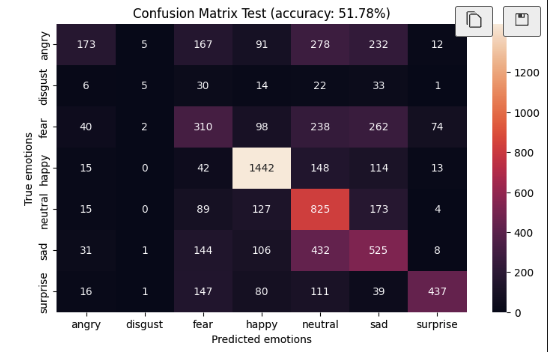 Confusion Matrix Test (accuracy: 51.78%)
True emotions
angry 173 5 167 91 278 232 12
disgust 6 5 30 14 22 33 1
fear 40 2 310 98 238 262 74
happy 15 0 42 1442 148 114 13
neutral 15 0 89 127 825 173 4
sad 31 1 144 106 432 525 8
surprise 16 1 147 80 111 39 437
angry disgust fear happy neutral sad surprise
Predicted emotions
1200
1000
800
600
400
200
0